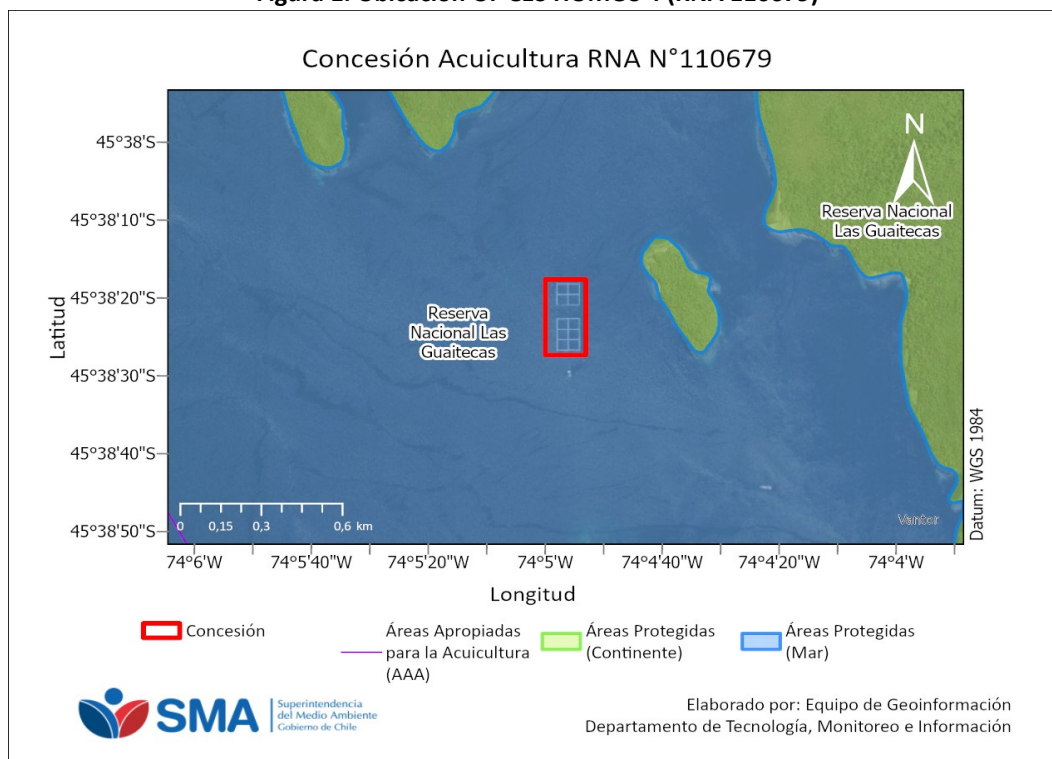 Concesión Acuicultura RNA N°110679
N
Reserva Nacional
Las Guaitecas
Reserva
Nacional Las
Guaitecas
Latitud
45°38'S
45°38'10"S
45°38'20"S
45°38'30"S
45°38'40"S
45°38'50"S
Datum: WGS 1984
Vantor
0 0,15 0,3 0,6 km
74°6'W 74°5'40"W 74°5'20"W 74°5'W 74°4'40"W 74°4'20"W 74°4'W
Longitud
Concesión
Áreas Apropiadas
para la Acuicultura
(AAA)
Áreas Protegidas
(Continente)
Áreas Protegidas
(Mar)
SMA
Superintendencia
del Medio Ambiente
Gobierno de Chile
Elaborado por: Equipo de Geoinformación
Departamento de Tecnología, Monitoreo e Información